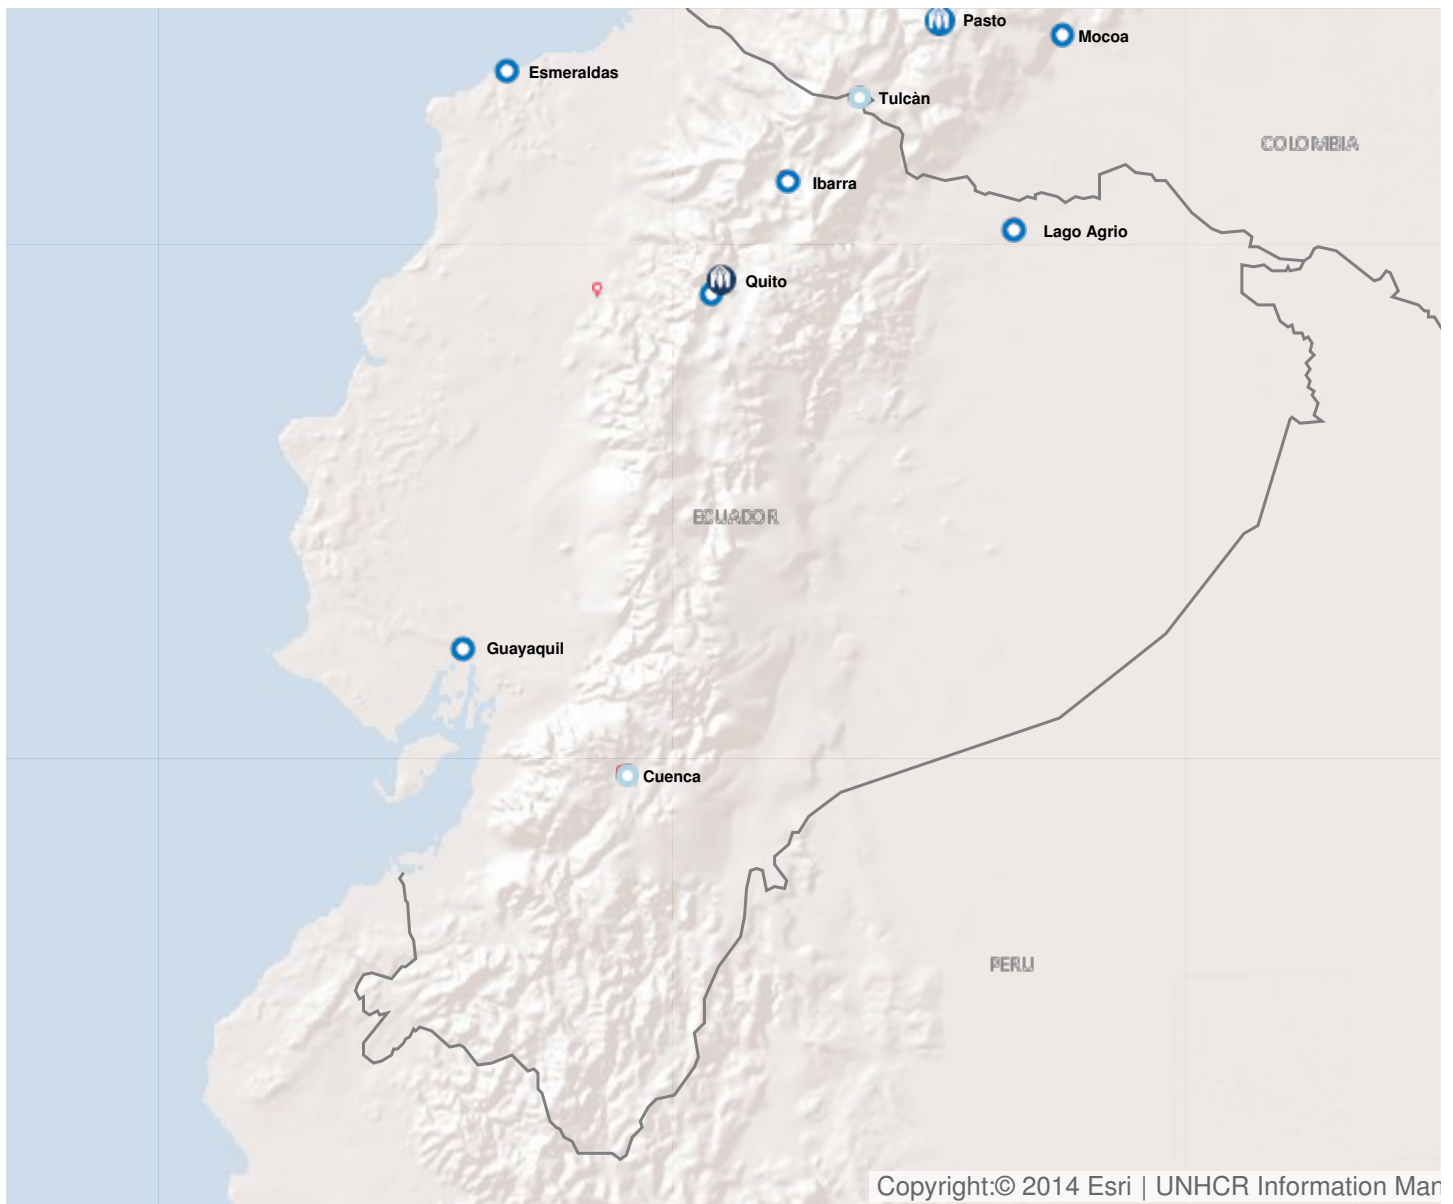 Pasto
Mocoa
Esmeraldas
Tulcàn
COLOMBIA
Ibarra
Lago Agrio
Quito
ECUADOR
Guayaquil
Cuenca
PERU
Copyright:© 2014 Esri | UNHCR Information Man